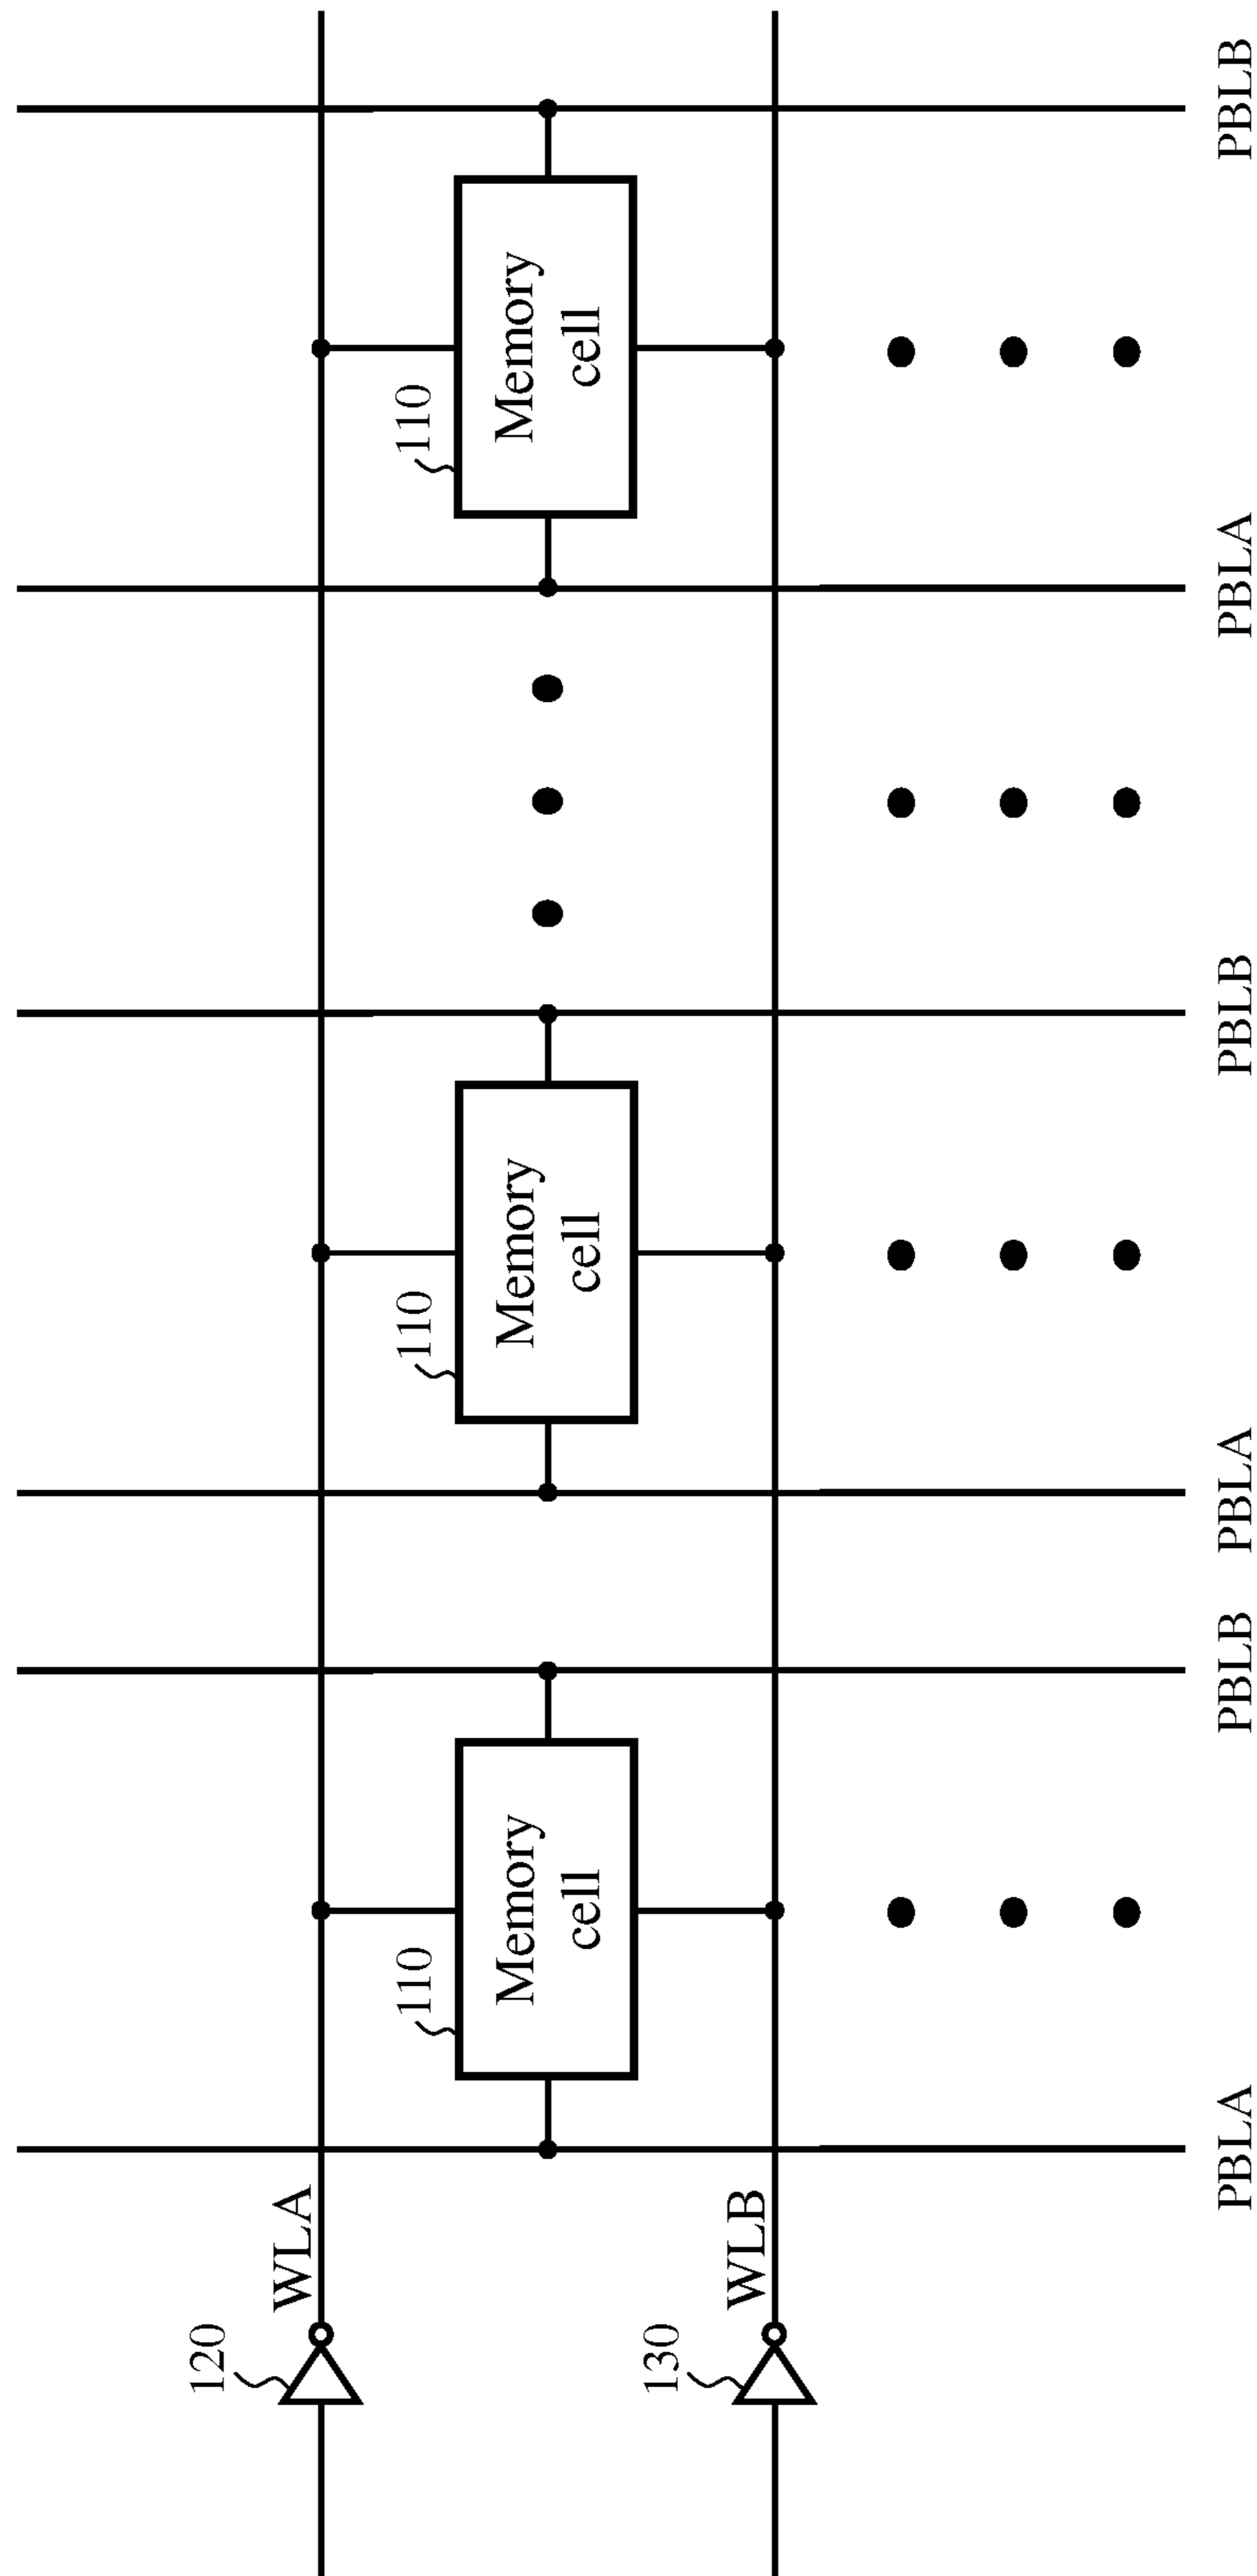 120
WLA
110
Memory
cell
110
Memory
cell
110
Memory
cell
130
WLB
PBLA
PBLB
PBLA
PBLB
PBLA
PBLB